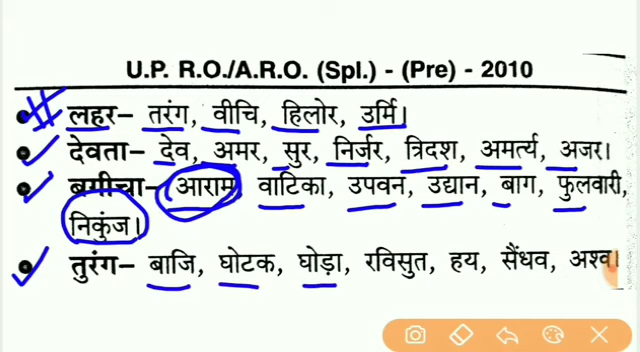 U.P. R.O./A.R.O. (Spl.) - (Pre) - 2010
• लहर– तरंग, वीचि, हिलोर, उर्मि।
• देवता– देव, अमर, सुर, निर्जर, त्रिदश, अमर्त्य, अजर।
• बगीचा– आराम, वाटिका, उपवन, उद्यान, बाग, फुलवारी,
निकुंज।
• तुरंग– बाजि, घोटक, घोड़ा, रविसुत, हय, सैंधव, अश्व।